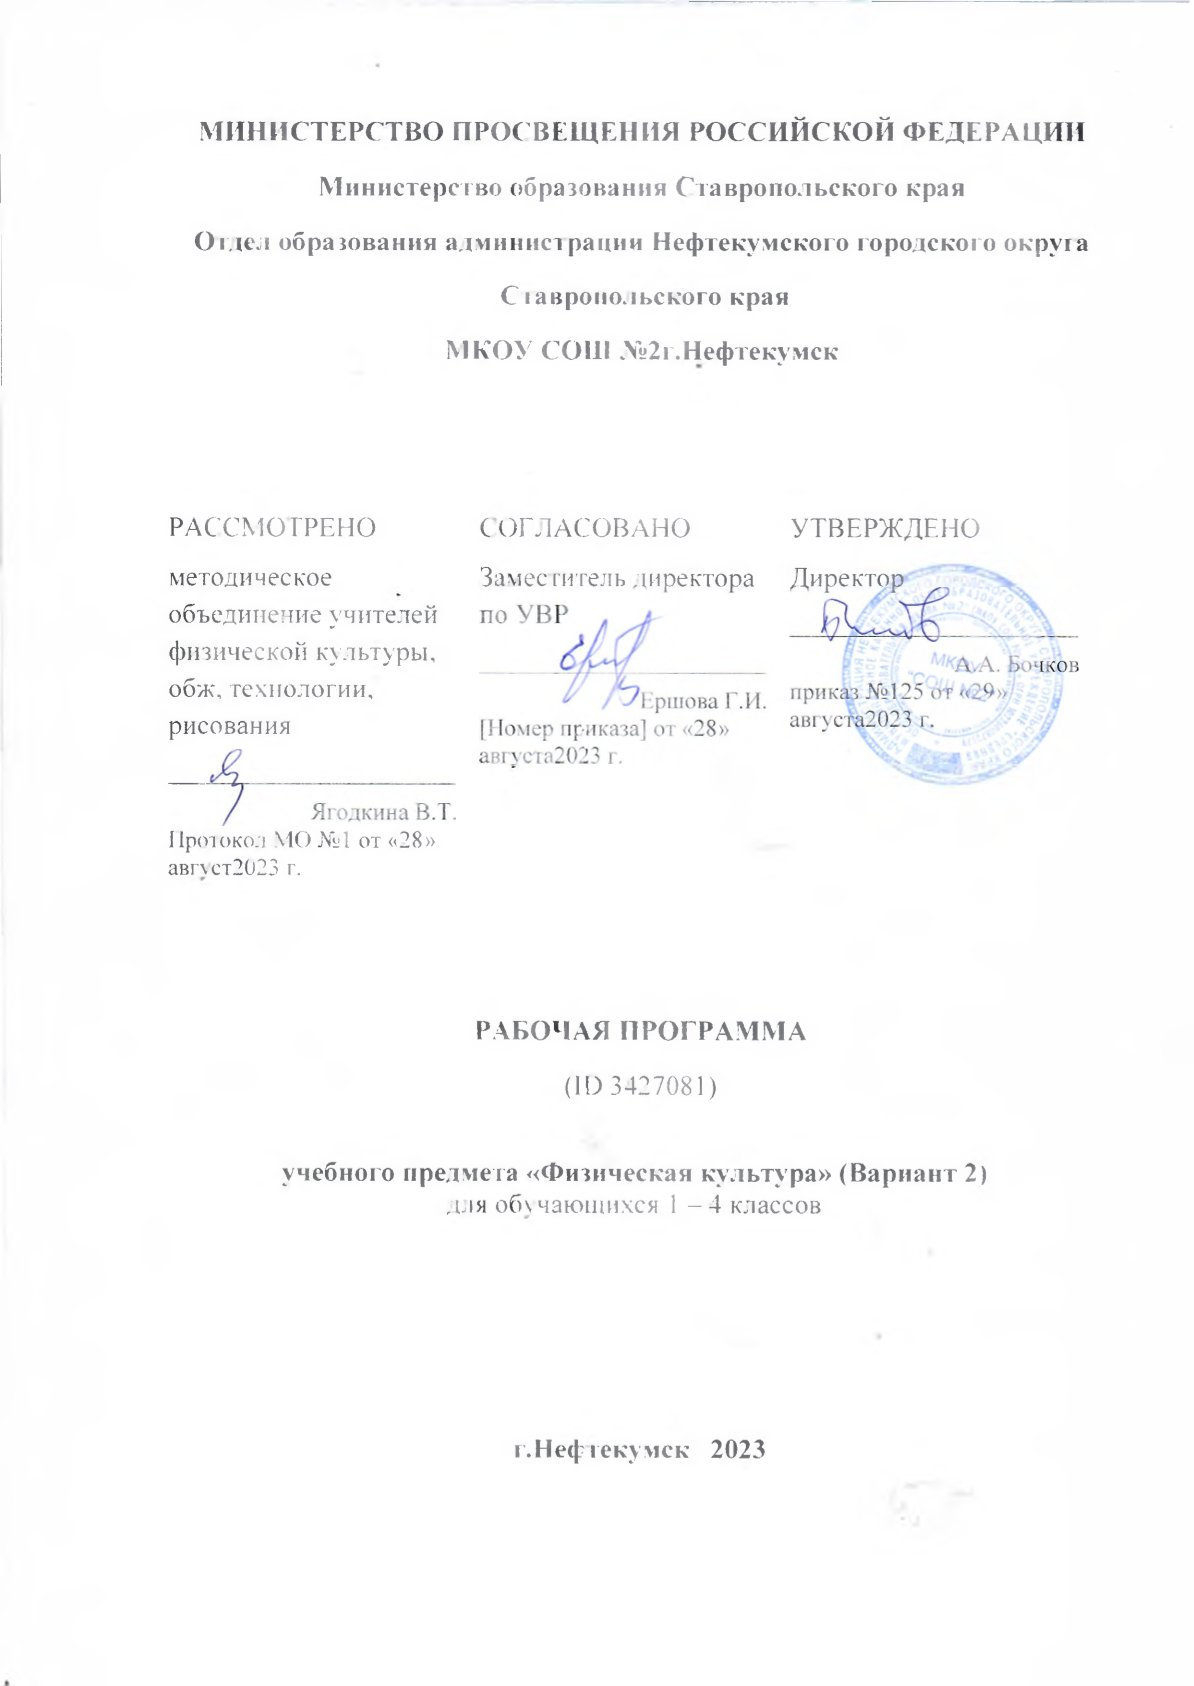 МИНИСТЕРСТВО ПРОСВЕЩЕНИЯ РОССИЙСКОЙ ФЕДЕРАЦИИ
Министерство образования Ставропольского края
Отдел образования администрации Нефтекумского городского округа
Ставропольского края
МКОУ СОШ №2г.Нефтекумск
РАССМОТРЕНО
методическое
объединение учителей
физической культуры,
обж, технологии,
рисования
Ягодкина В.Т.
Протокол МО №1 от «28»
август2023 г.
СОГЛАСОВАНО
Заместитель директора
по УВР
Ершова Г.И.
[Номер приказа] от «28»
августа2023 г.
УТВЕРЖДЕНО
Директор
А.А. Бочков
приказ №125 от «29»
августа2023 г.
РАБОЧАЯ ПРОГРАММА
(ID 3427081)
учебного предмета «Физическая культура» (Вариант 2)
для обучающихся 1 – 4 классов
г.Нефтекумск 2023